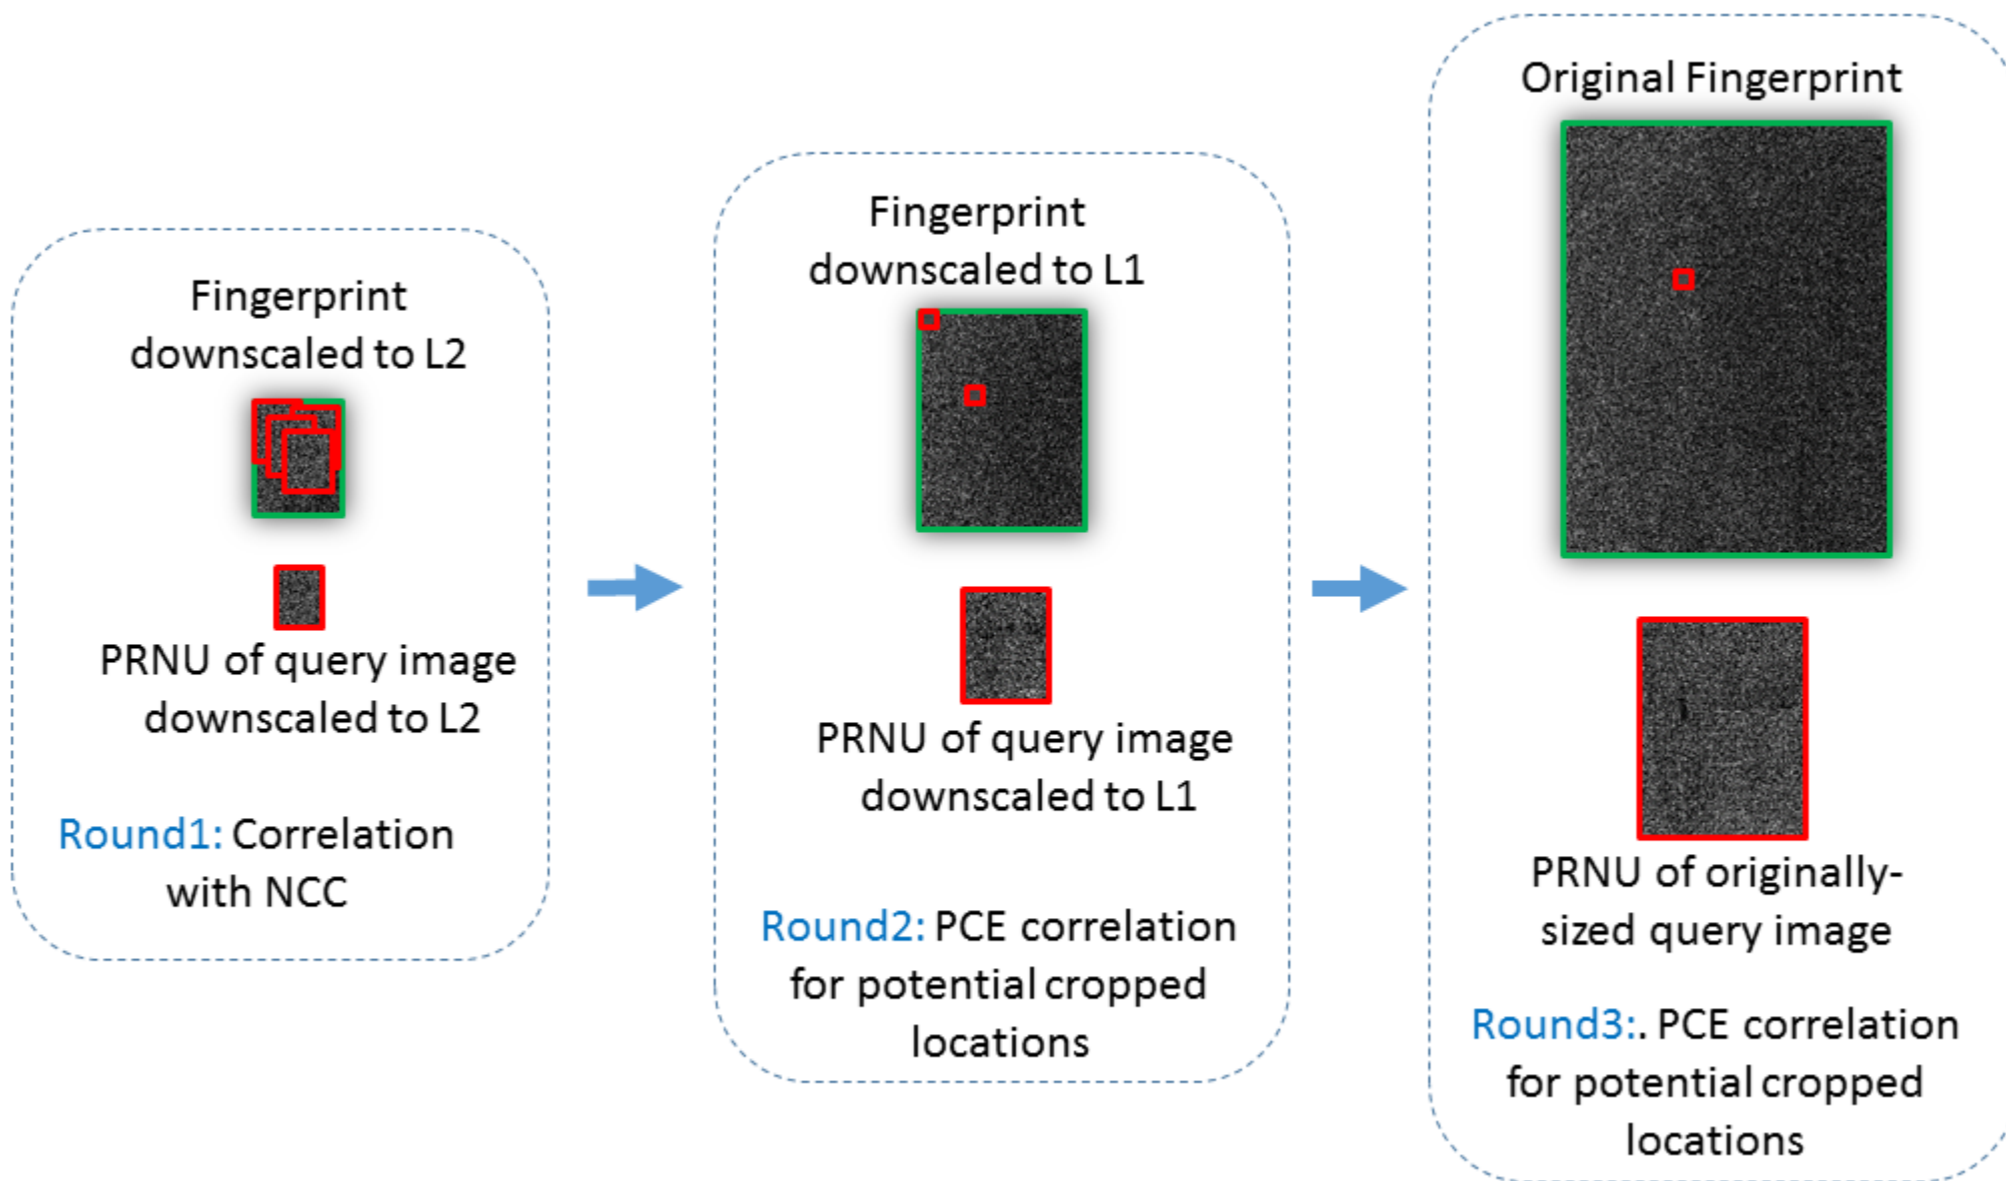 Fingerprint
downscaled to L2
PRNU of query image
downscaled to L2
Round1: Correlation
with NCC
Fingerprint
downscaled to L1
PRNU of query image
downscaled to L1
Round2: PCE correlation
for potential cropped
locations
Original Fingerprint
PRNU of originally-
sized query image
Round3:. PCE correlation
for potential cropped
locations